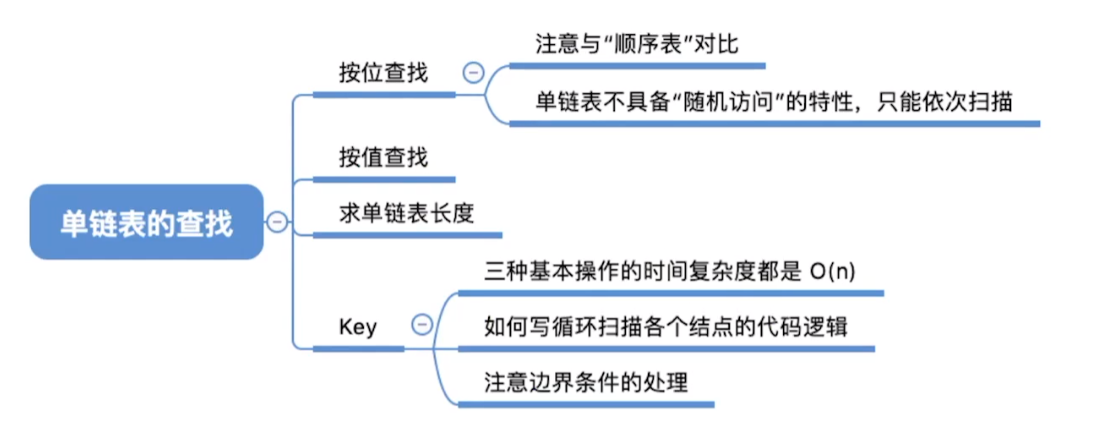 单链表的查找
按位查找
注意与“顺序表”对比
单链表不具备“随机访问”的特性，只能依次扫描
按值查找
求单链表长度
Key
三种基本操作的时间复杂度都是 O(n)
如何写循环扫描各个结点的代码逻辑
注意边界条件的处理